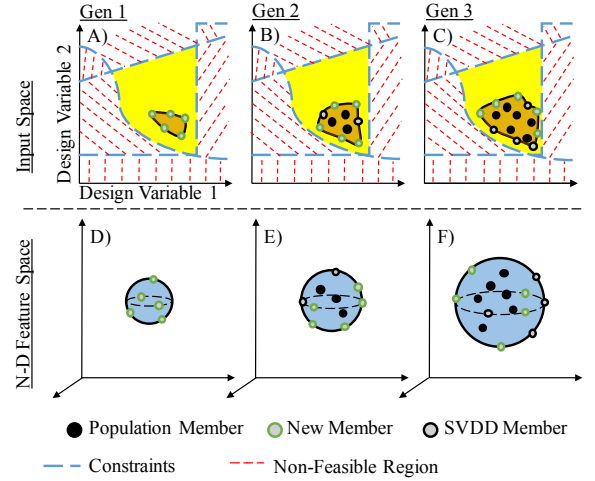 Gen 1
Gen 2
Gen 3
A)
B)
C)
Input Space
Design Variable 2
Design Variable 1
D)
E)
F)
N-D Feature Space
Population Member
New Member
SVDD Member
Constraints
Non-Feasible Region